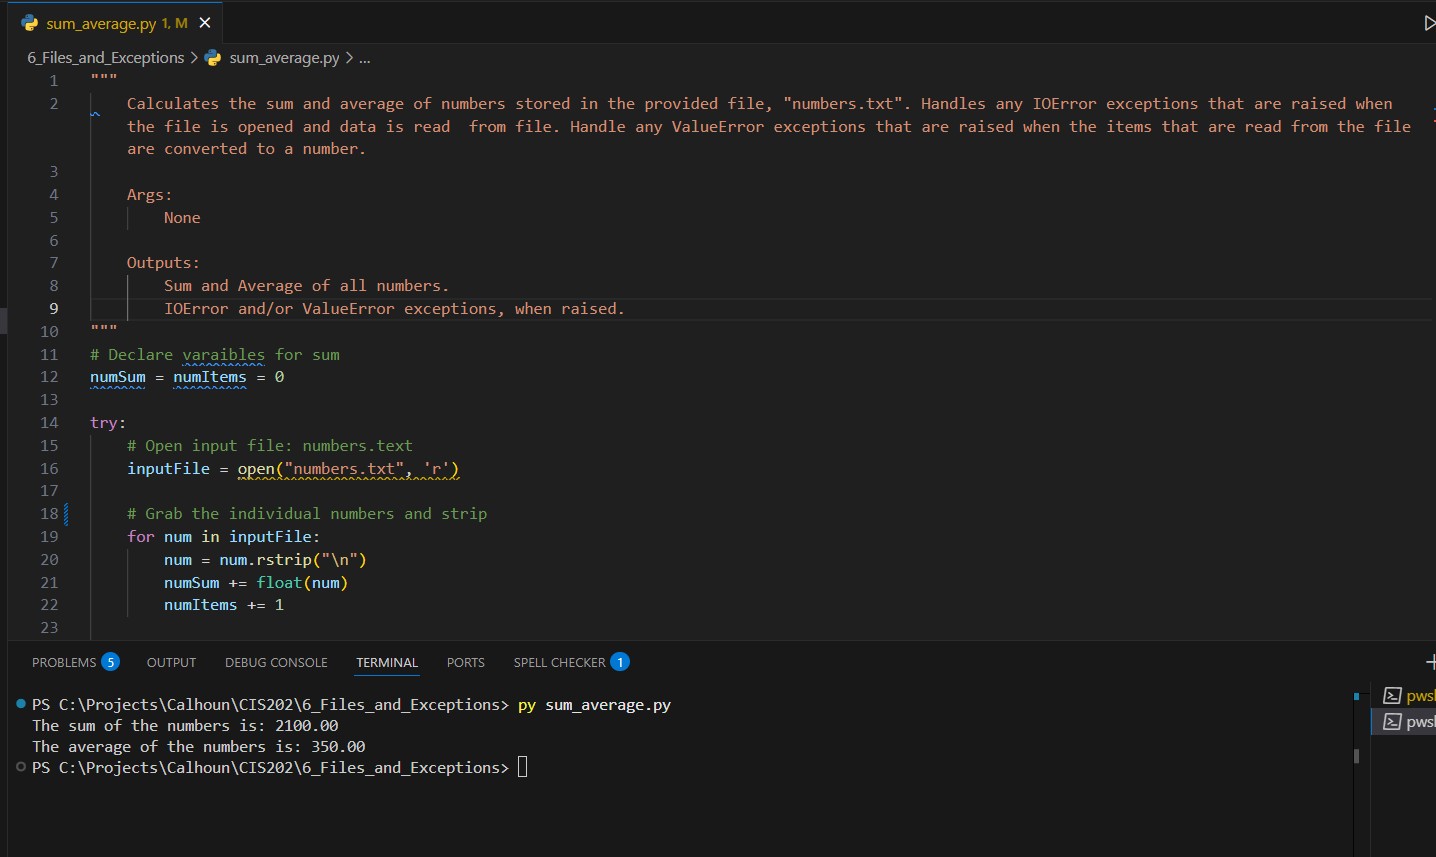 sum_average.py 1, M
6_Files_and_Exceptions > sum_average.py > ...
1 """
2 Calculates the sum and average of numbers stored in the provided file, "numbers.txt". Handles any IOError exceptions that are raised when
the file is opened and data is read  from file. Handle any ValueError exceptions that are raised when the items that are read from the file
are converted to a number.
3
4 Args:
5 None
6
7 Outputs:
8 Sum and Average of all numbers.
9 IOError and/or ValueError exceptions, when raised.
10 """
11 # Declare varaibles for sum
12 numSum = numItems = 0
13
14 try:
15 # Open input file: numbers.text
16 inputFile = open("numbers.txt", 'r')
17
18 # Grab the individual numbers and strip
19 for num in inputFile:
20 num = num.rstrip("\n")
21 numSum += float(num)
22 numItems += 1
23
PROBLEMS 5 OUTPUT DEBUG CONSOLE TERMINAL PORTS SPELL CHECKER 1
PS C:\Projects\Calhoun\CIS202\6_Files_and_Exceptions> py sum_average.py
The sum of the numbers is: 2100.00
The average of the numbers is: 350.00
PS C:\Projects\Calhoun\CIS202\6_Files_and_Exceptions>